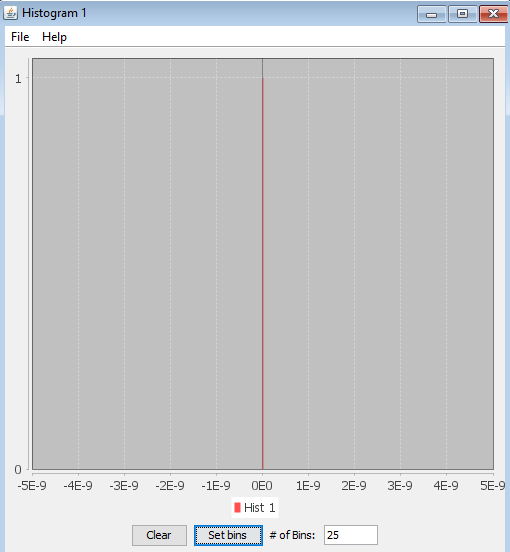 Histogram 1
File Help
1
0
-5E-9 -4E-9 -3E-9 -2E-9 -1E-9 0E0 1E-9 2E-9 3E-9 4E-9 5E-9
Hist 1
Clear Set bins # of Bins: 25